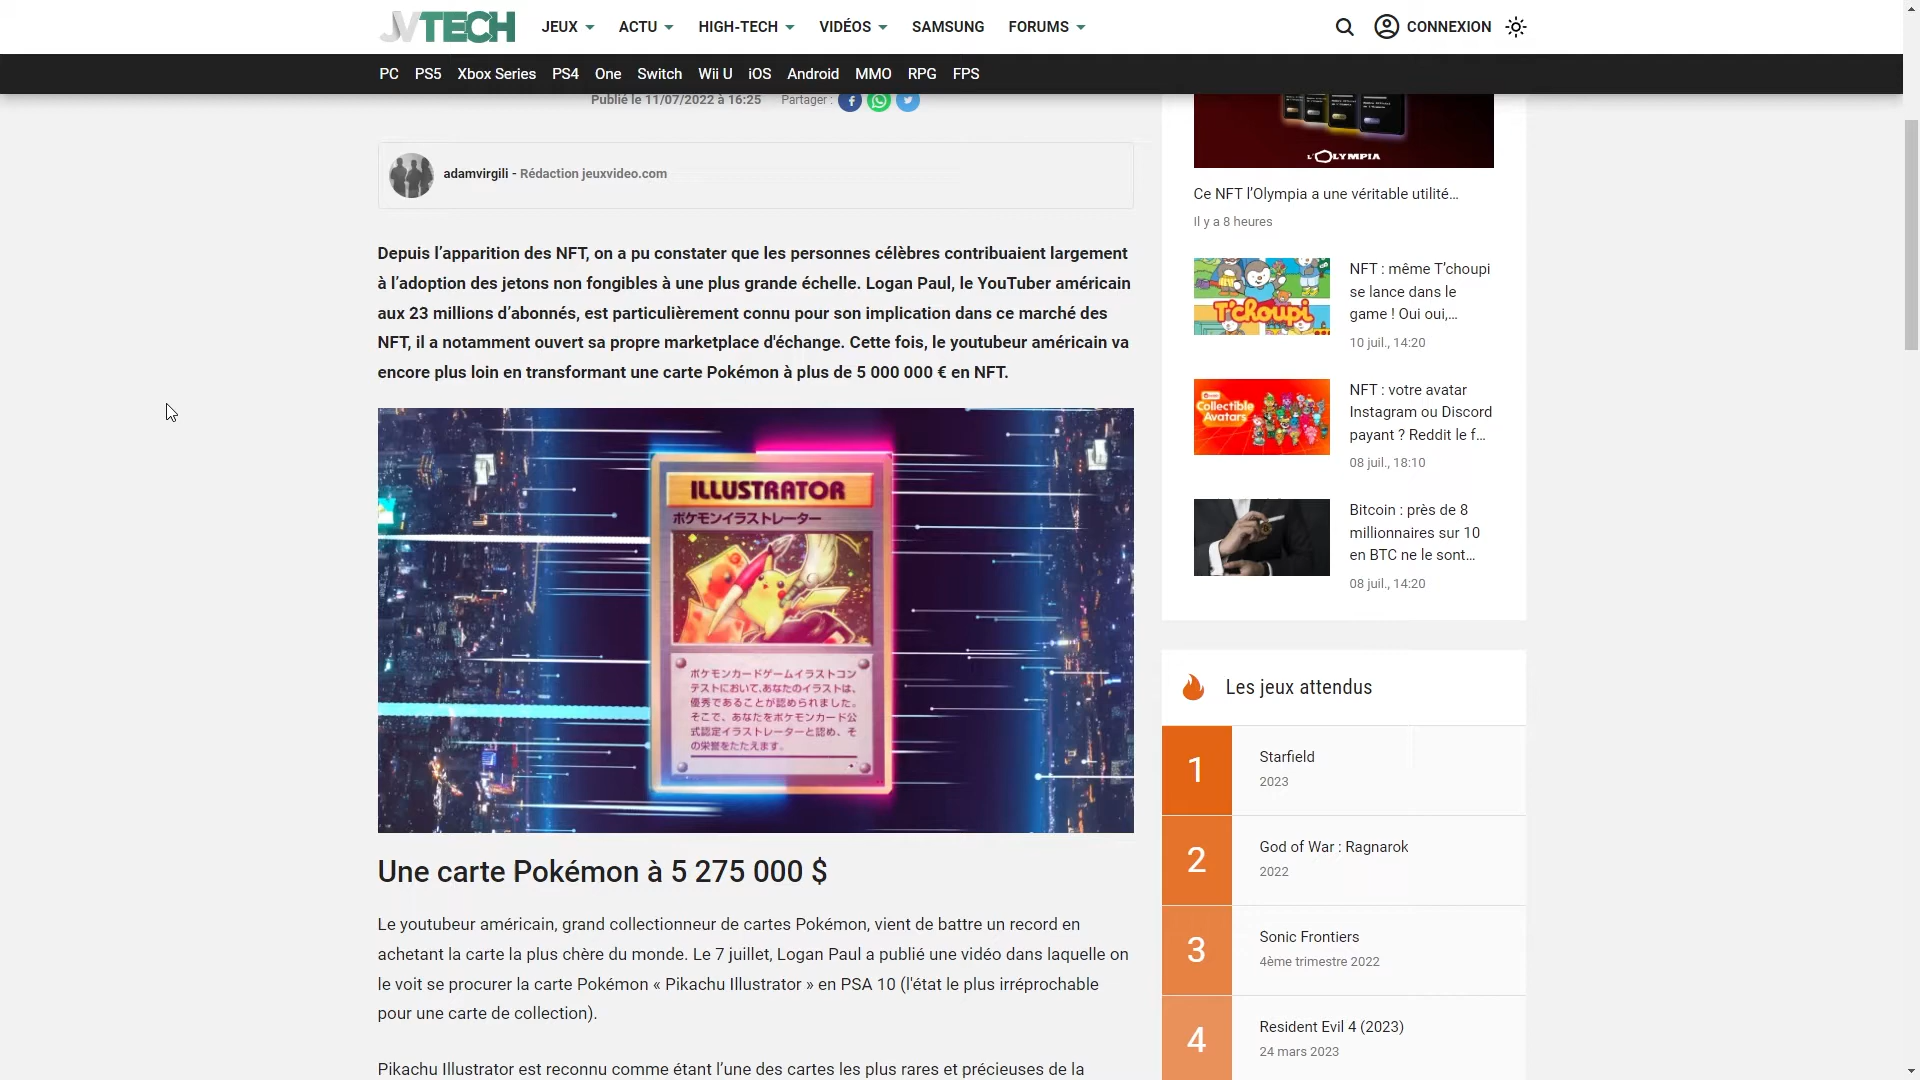 JVTECH
JEUX ACTU HIGH-TECH VIDÉOS SAMSUNG FORUMS
CONNEXION
PC PS5 Xbox Series PS4 One Switch Wii U iOS Android MMO RPG FPS
Publié le 11/07/2022 à 16:25 Partager :
adamvirgili - Rédaction jeuxvideo.com
Depuis l’apparition des NFT, on a pu constater que les personnes célèbres contribuaient largement
à l’adoption des jetons non fongibles à une plus grande échelle. Logan Paul, le YouTuber américain
aux 23 millions d’abonnés, est particulièrement connu pour son implication dans ce marché des
NFT, il a notamment ouvert sa propre marketplace d'échange. Cette fois, le youtubeur américain va
encore plus loin en transformant une carte Pokémon à plus de 5 000 000 € en NFT.
ILLUSTRATOR
ポケモンイラストレーター
ポケモンカードゲームイラストコン
テストにおいて、あなたのイラストは、
優秀であることが認められました。
そこで、あなたをポケモンカード公
式認定イラストレーターと認め、そ
の栄誉をたたえます。
Une carte Pokémon à 5 275 000 $
Le youtubeur américain, grand collectionneur de cartes Pokémon, vient de battre un record en
achetant la carte la plus chère du monde. Le 7 juillet, Logan Paul a publié une vidéo dans laquelle on
le voit se procurer la carte Pokémon « Pikachu Illustrator » en PSA 10 (l'état le plus irréprochable
pour une carte de collection).
Pikachu Illustrator est reconnu comme étant l’une des cartes les plus rares et précieuses de la
L'OLYMPIA
Ce NFT l’Olympia a une véritable utilité...
Il y a 8 heures
T'choupi
NFT : même T’choupi
se lance dans le
game ! Oui oui,...
10 juil., 14:20
Collectible
Avatars
NFT : votre avatar
Instagram ou Discord
payant ? Reddit le f...
08 juil., 18:10
Bitcoin : près de 8
millionnaires sur 10
en BTC ne le sont...
08 juil., 14:20
Les jeux attendus
1
Starfield
2023
2
God of War : Ragnarok
2022
3
Sonic Frontiers
4ème trimestre 2022
4
Resident Evil 4 (2023)
24 mars 2023